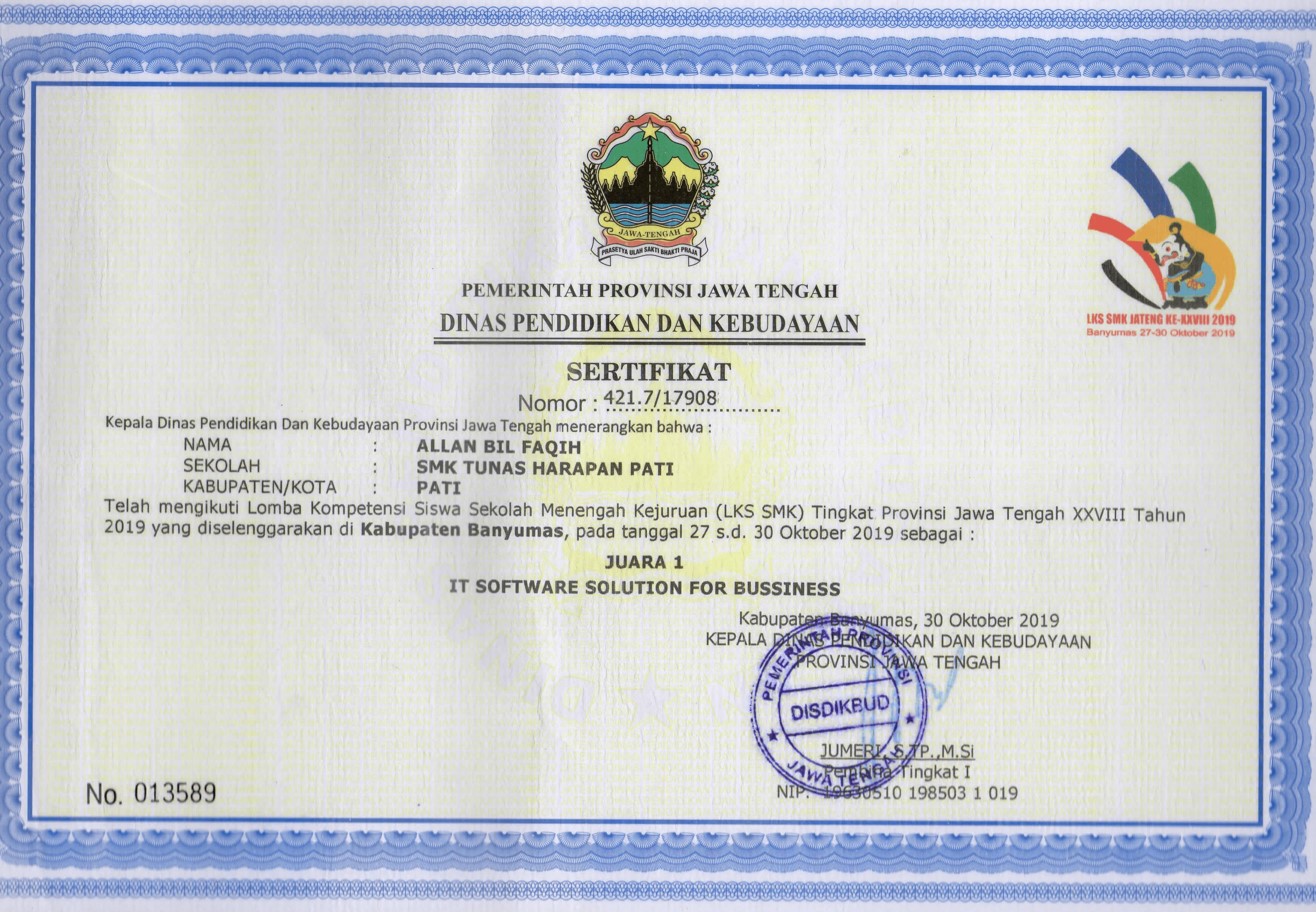 JAWA-TENGAH
PRASETYA ULAH SAKTI BHAKTI PRAJA
LKS SMK JATENG KE-XXVIII 2019
Banyumas 27-30 Oktober 2019
PEMERINTAH PROVINSI JAWA TENGAH
DINAS PENDIDIKAN DAN KEBUDAYAAN
SERTIFIKAT
Nomor : 421.7/17908
Kepala Dinas Pendidikan Dan Kebudayaan Provinsi Jawa Tengah menerangkan bahwa :
NAMA : ALLAN BIL FAQIH
SEKOLAH : SMK TUNAS HARAPAN PATI
KABUPATEN/KOTA : PATI
Telah mengikuti Lomba Kompetensi Siswa Sekolah Menengah Kejuruan (LKS SMK) Tingkat Provinsi Jawa Tengah XXVIII Tahun
2019 yang diselenggarakan di Kabupaten Banyumas, pada tanggal 27 s.d. 30 Oktober 2019 sebagai :
JUARA 1
IT SOFTWARE SOLUTION FOR BUSSINESS
Kabupaten Banyumas, 30 Oktober 2019
KEPALA DINAS PENDIDIKAN DAN KEBUDAYAAN
PROVINSI JAWA TENGAH
PEMERINTAH PROVINSI
DISDIKBUD
JAWA TENGAH
JUMERI, S.TP.,M.Si
Pembina Tingkat I
NIP. 19630510 198503 1 019
No. 013589